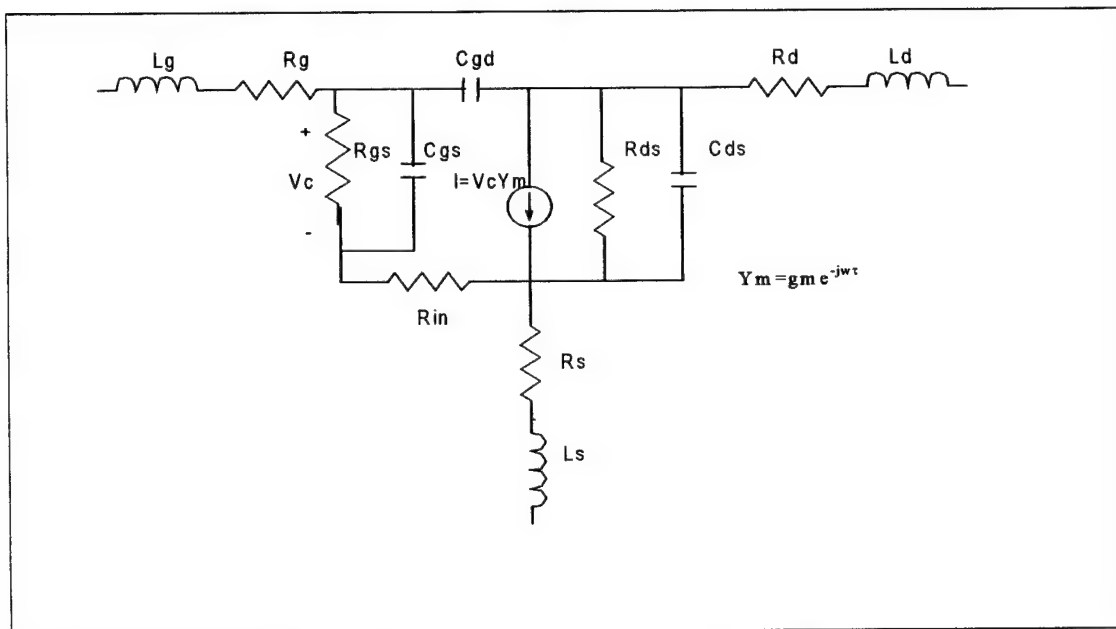 Lg
Rg
Cgd
Rd
Ld
+
Rgs
Cgs
Rds
Cds
Vc
I=VcYm
-
Ym=gm e^-jwτ
Rin
Rs
Ls